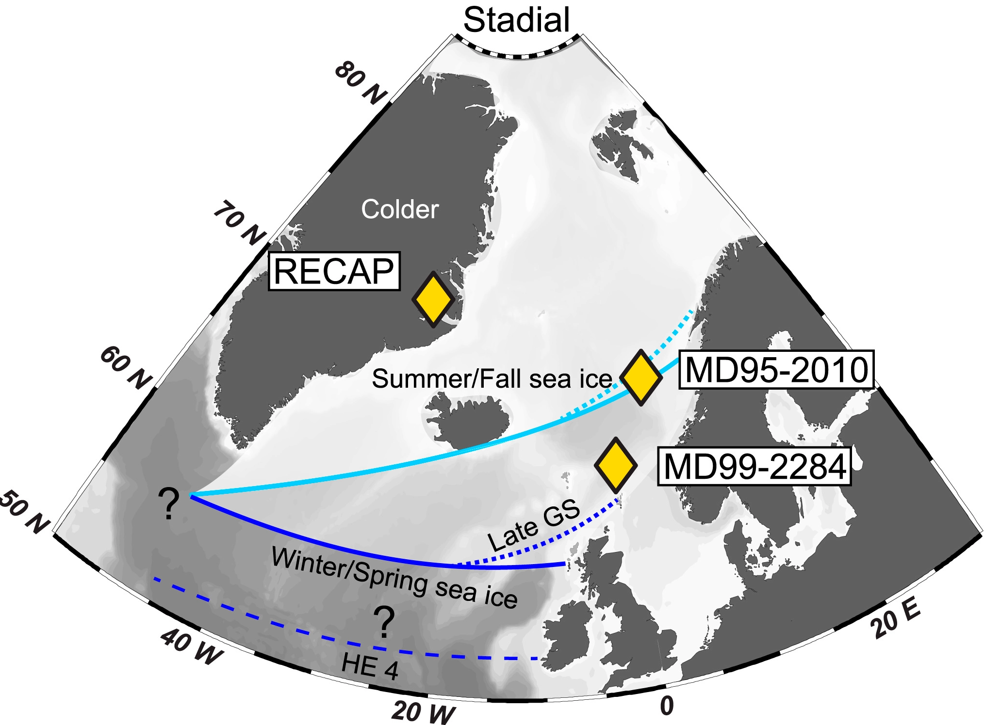 Stadial
80 N
70 N
60 N
50 N
Colder
RECAP
Summer/Fall sea ice
MD95-2010
MD99-2284
?
Late GS
Winter/Spring sea ice
?
HE 4
40 W
20 W
0
20 E